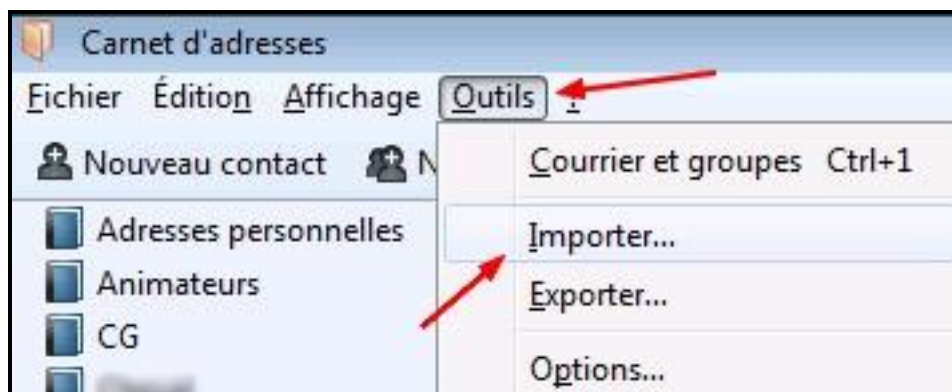 Carnet d'adresses
Fichier Édition Affichage Outils ?
Nouveau contact N
Courrier et groupes Ctrl+1
Adresses personnelles
Importer...
Animateurs
Exporter...
CG
Options...